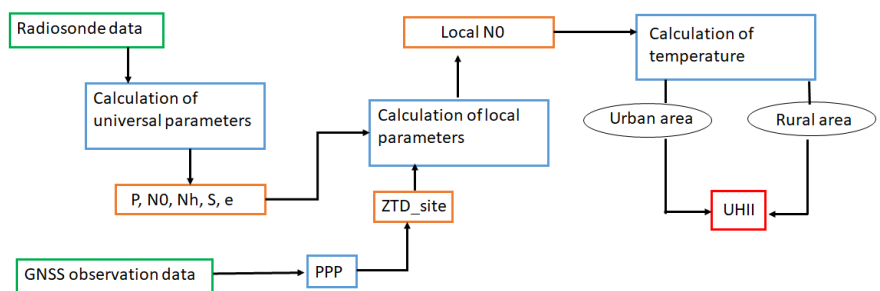 Radiosonde data
Calculation of
universal parameters
P, N0, Nh, S, e
GNSS observation data
PPP
ZTD_site
Calculation of local
parameters
Local N0
Calculation of
temperature
Urban area
Rural area
UHII